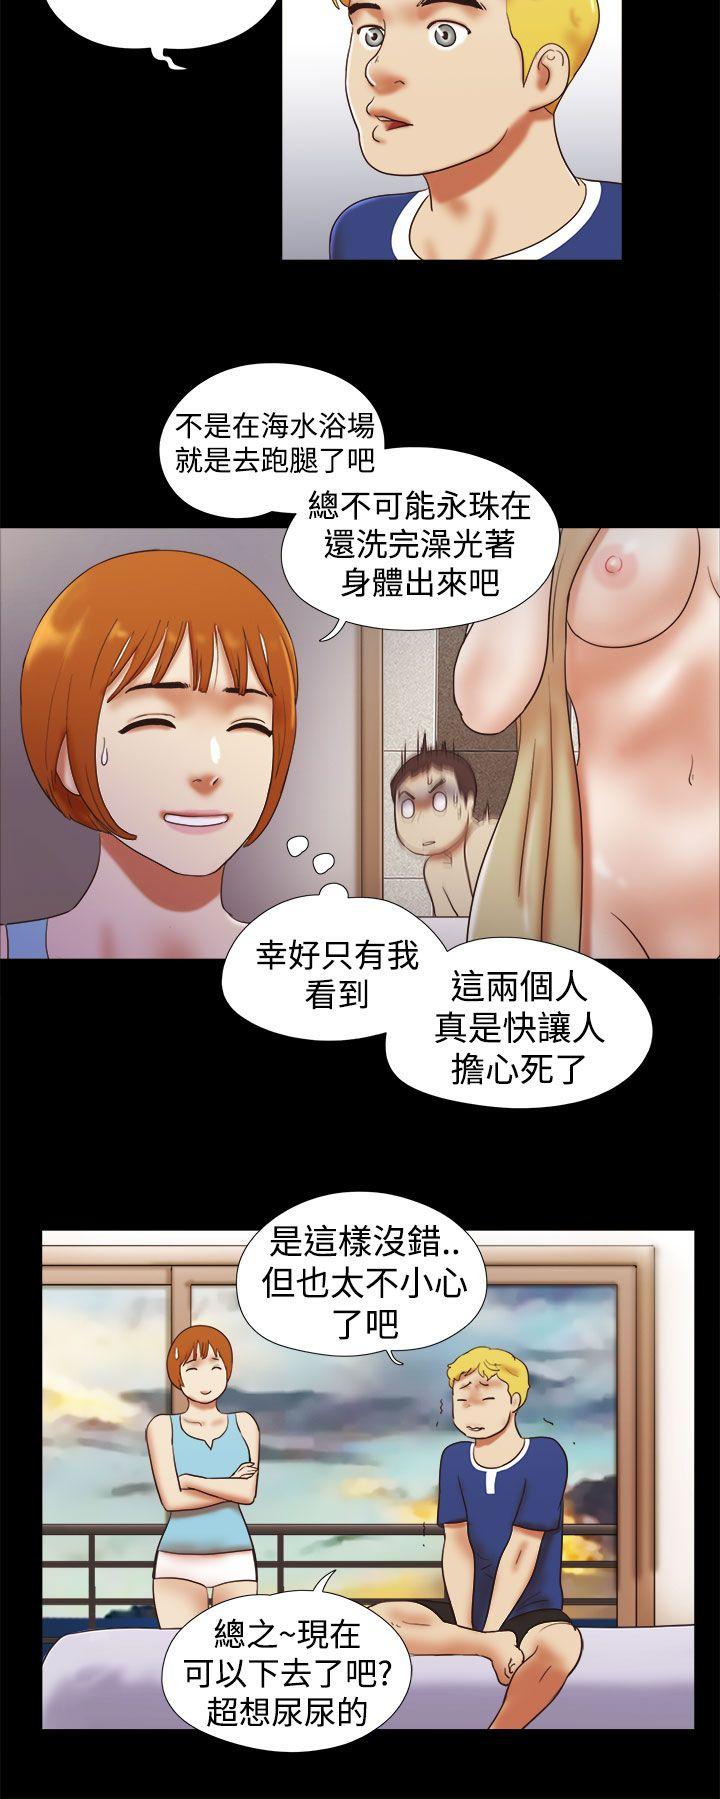 不是在海水浴場
就是去跑腿了吧
總不可能永珠在
還洗完澡光著
身體出來吧
幸好只有我
看到
這兩個人
真是快讓人
擔心死了
是這樣沒錯..
但也太不小心
了吧
總之~現在
可以下去了吧?
超想尿尿的